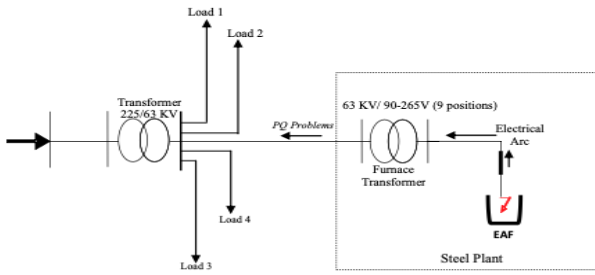 Load 1
Load 2
Transformer
225/63 KV
63 KV/ 90-265V (9 positions)
PQ Problems
Electrical
Arc
Furnace
Transformer
Load 4
EAF
Load 3
Steel Plant